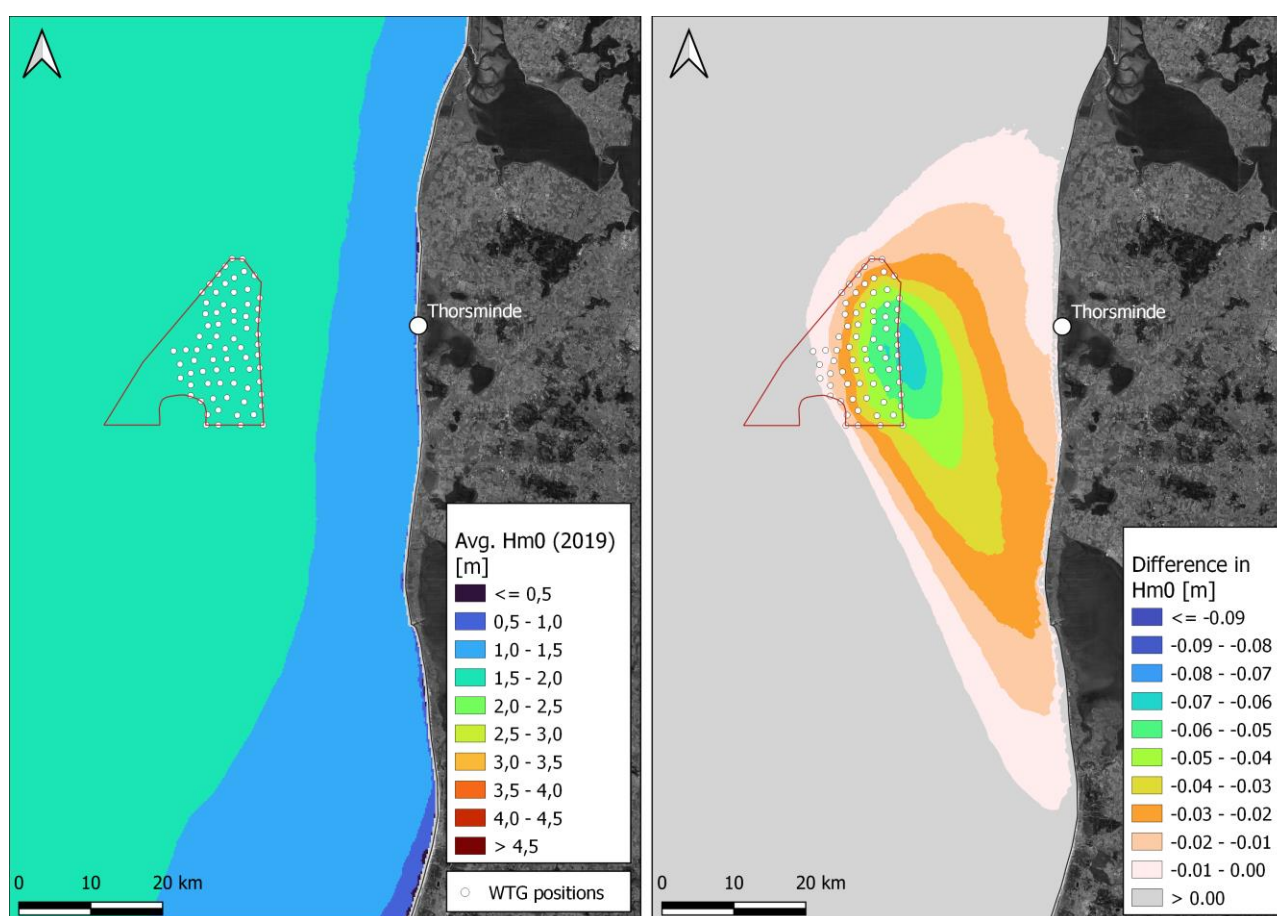 Thorsminde
Avg. Hm0 (2019)
[m]
<= 0,5
0,5 - 1,0
1,0 - 1,5
1,5 - 2,0
2,0 - 2,5
2,5 - 3,0
3,0 - 3,5
3,5 - 4,0
4,0 - 4,5
> 4,5
WTG positions
0 10 20 km
Thorsminde
Difference in
Hm0 [m]
<= -0.09
-0.09 - -0.08
-0.08 - -0.07
-0.07 - -0.06
-0.06 - -0.05
-0.05 - -0.04
-0.04 - -0.03
-0.03 - -0.02
-0.02 - -0.01
-0.01 - 0.00
> 0.00
0 10 20 km